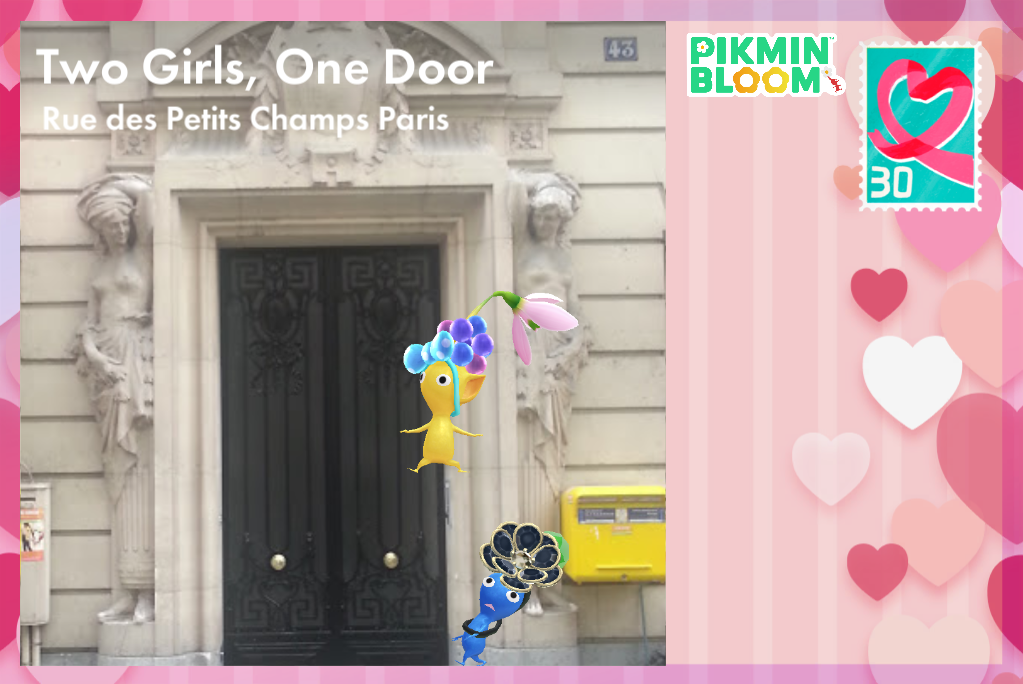 Two Girls, One Door
Rue des Petits Champs Paris
43
PIKMIN
BLOOM
30